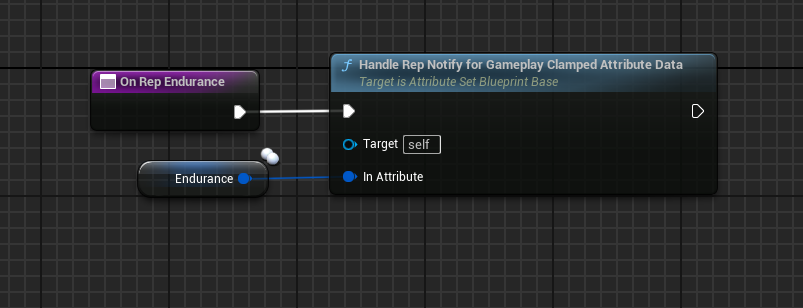 On Rep Endurance
Handle Rep Notify for Gameplay Clamped Attribute Data
Target is Attribute Set Blueprint Base
Target self
Endurance
In Attribute